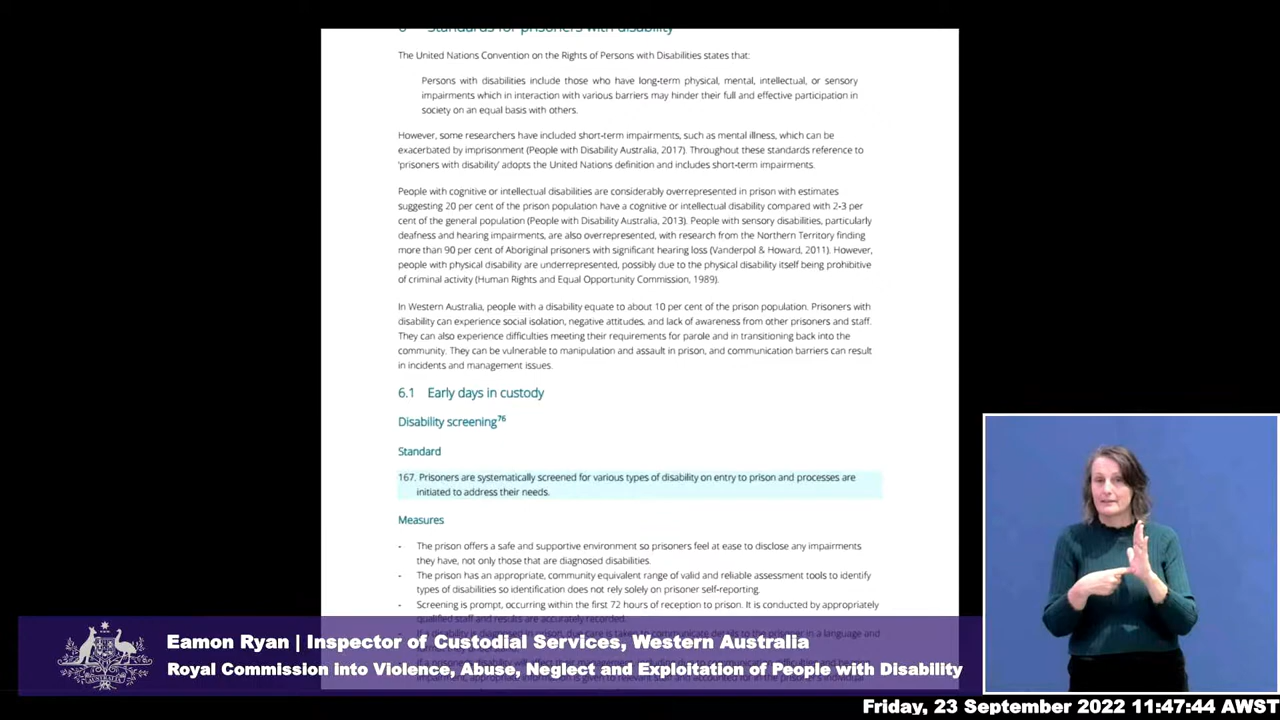 6 Standards for prisoners with disability
The United Nations Convention on the Rights of Persons with Disabilities states that:
Persons with disabilities include those who have long-term physical, mental, intellectual, or sensory
impairments which in interaction with various barriers may hinder their full and effective participation in
society on an equal basis with others.
However, some researchers have included short-term impairments, such as mental illness, which can be
exacerbated by imprisonment (People with Disability Australia, 2017). Throughout these standards reference to
'prisoners with disability' adopts the United Nations definition and includes short-term impairments.
People with cognitive or intellectual disabilities are considerably overrepresented in prison with estimates
suggesting 20 per cent of the prison population have a cognitive or intellectual disability compared with 2-3 per
cent of the general population (People with Disability Australia, 2013). People with sensory disabilities, particularly
deafness and hearing impairments, are also overrepresented, with research from the Northern Territory finding
more than 90 per cent of Aboriginal prisoners with significant hearing loss (Vanderpol & Howard, 2011). However,
people with physical disability are underrepresented, possibly due to the physical disability itself being prohibitive
of criminal activity (Human Rights and Equal Opportunity Commission, 1989).
In Western Australia, people with a disability equate to about 10 per cent of the prison population. Prisoners with
disability can experience social isolation, negative attitudes, and lack of awareness from other prisoners and staff.
They can also experience difficulties meeting their requirements for parole and in transitioning back into the
community. They can be vulnerable to manipulation and assault in prison, and communication barriers can result
in incidents and management issues.
6.1 Early days in custody
Disability screening76
Standard
167. Prisoners are systematically screened for various types of disability on entry to prison and processes are
initiated to address their needs.
Measures
- The prison offers a safe and supportive environment so prisoners feel at ease to disclose any impairments
they have, not only those that are diagnosed disabilities.
- The prison has an appropriate, community equivalent range of valid and reliable assessment tools to identify
types of disabilities so identification does not rely solely on prisoner self-reporting.
- Screening is prompt, occurring within the first 72 hours of reception to prison. It is conducted by appropriately
qualified staff and results are accurately recorded.
Eamon Ryan | Inspector of Custodial Services, Western Australia
Royal Commission into Violence, Abuse, Neglect and Exploitation of People with Disability
Friday, 23 September 2022 11:47:44 AWST